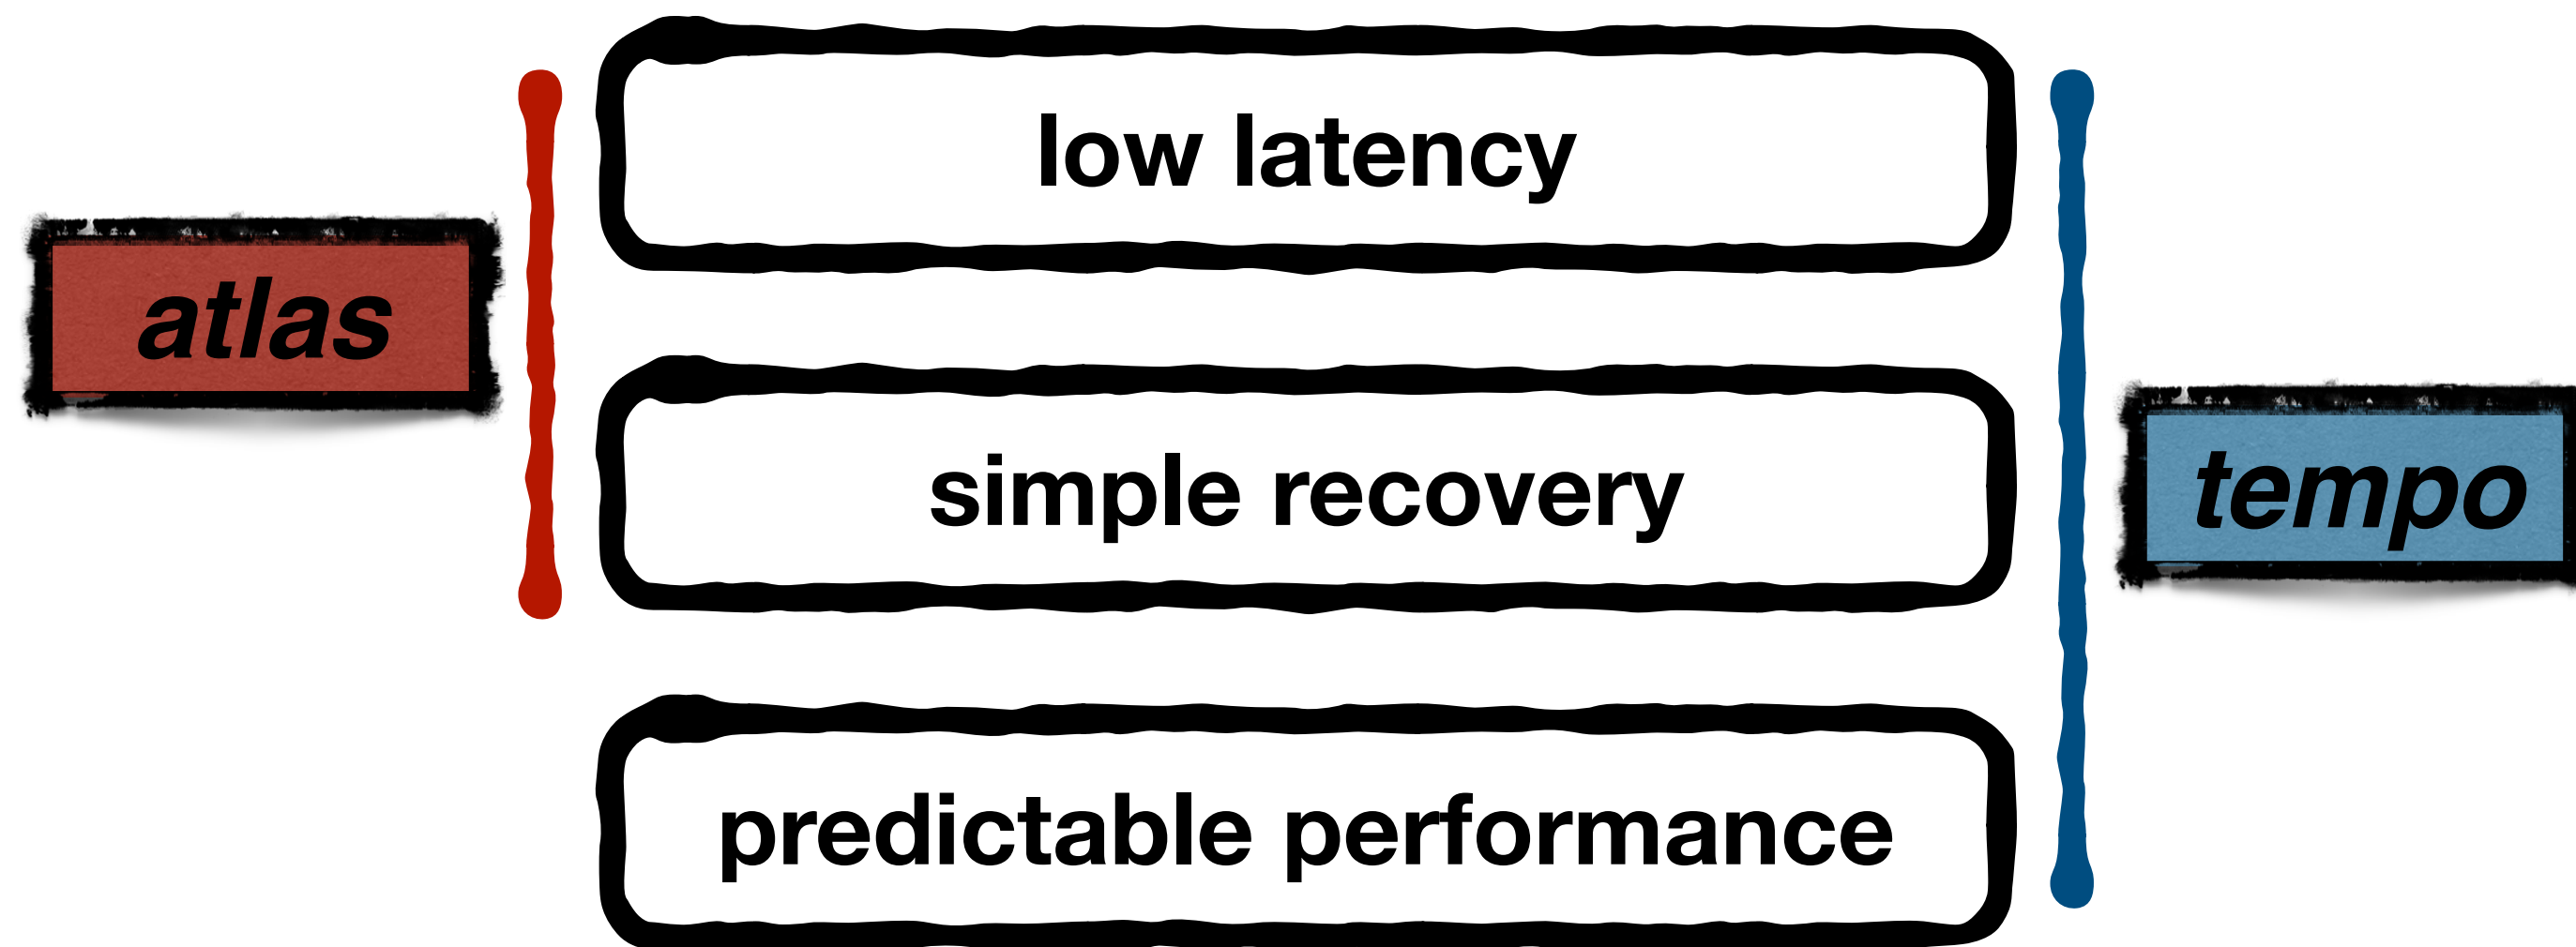 low latency
atlas
simple recovery
tempo
predictable performance